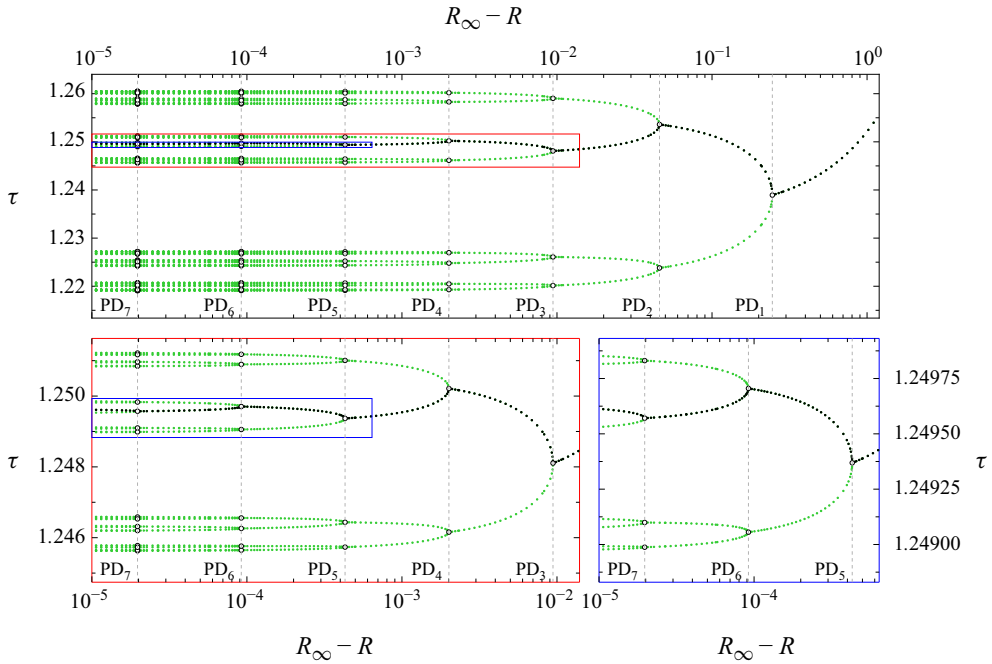 R∞ − R
10⁻⁵ 10⁻⁴ 10⁻³ 10⁻² 10⁻¹ 10⁰
1.26
1.25
1.24
τ
1.23
1.22
PD₇ PD₆ PD₅ PD₄ PD₃ PD₂ PD₁
1.250
1.248
τ
1.246
PD₇ PD₆ PD₅ PD₄ PD₃
10⁻⁵ 10⁻⁴ 10⁻³ 10⁻²
R∞ − R
1.24975
1.24950
τ
1.24925
1.24900
PD₇ PD₆ PD₅
10⁻⁵ 10⁻⁴
R∞ − R